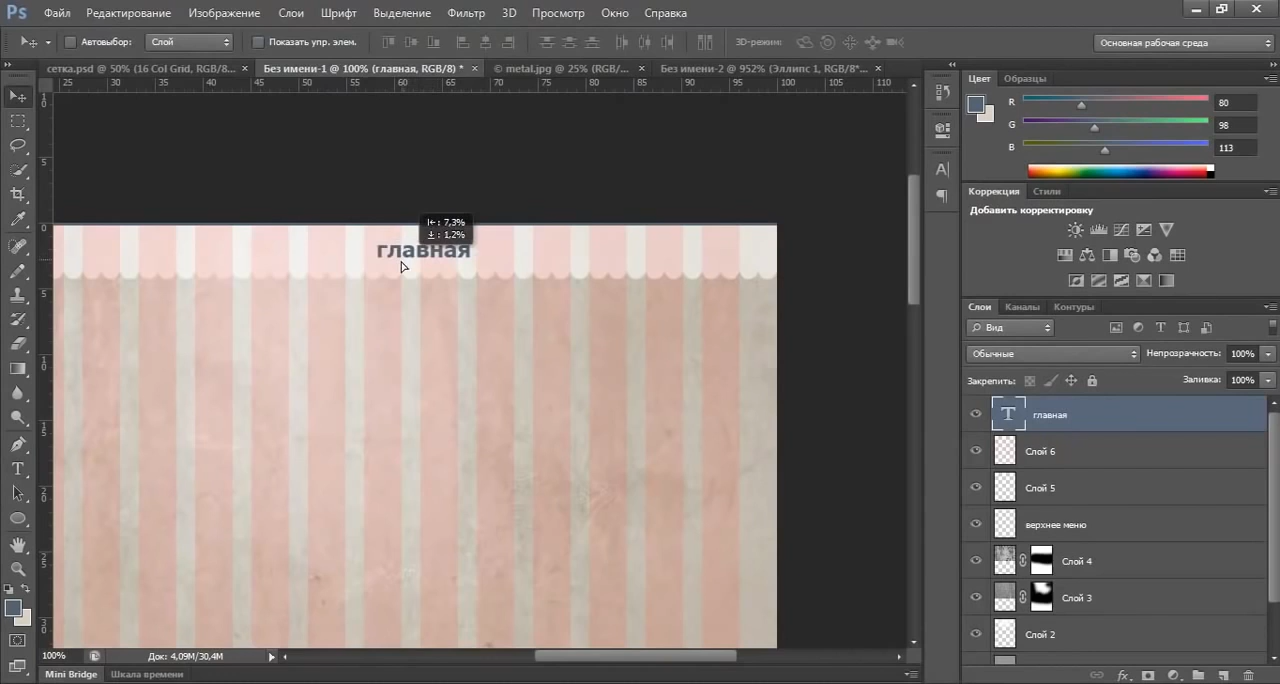 Ps Файл Редактирование Изображение Слои Шрифт Выделение Фильтр 3D Просмотр Окно Справка
Автовыбор: Слой Показать упр. элем. 3D-режим: Основная рабочая среда
сетка.psd @ 50% (16 Col Grid, RGB/8... × Без имени-1 @ 100% (главная, RGB/8) * × © metal.jpg @ 25% (RGB/... × Без имени-2 @ 952% (Эллипс 1, RGB/8*... ×
25 30 35 40 45 50 55 60 65 70 75 80 85 90 95 100 105 110
Цвет Образцы
R 80
G 98
B 113
Коррекция Стили
Добавить корректировку
: 7,3%
: 1,2%
главная
Слои Каналы Контуры
Вид
Обычные Непрозрачность: 100%
Закрепить: Заливка: 100%
главная
Слой 6
Слой 5
верхнее меню
Слой 4
Слой 3
Слой 2
100% Док: 4,09M/30,4M
Mini Bridge Шкала времени